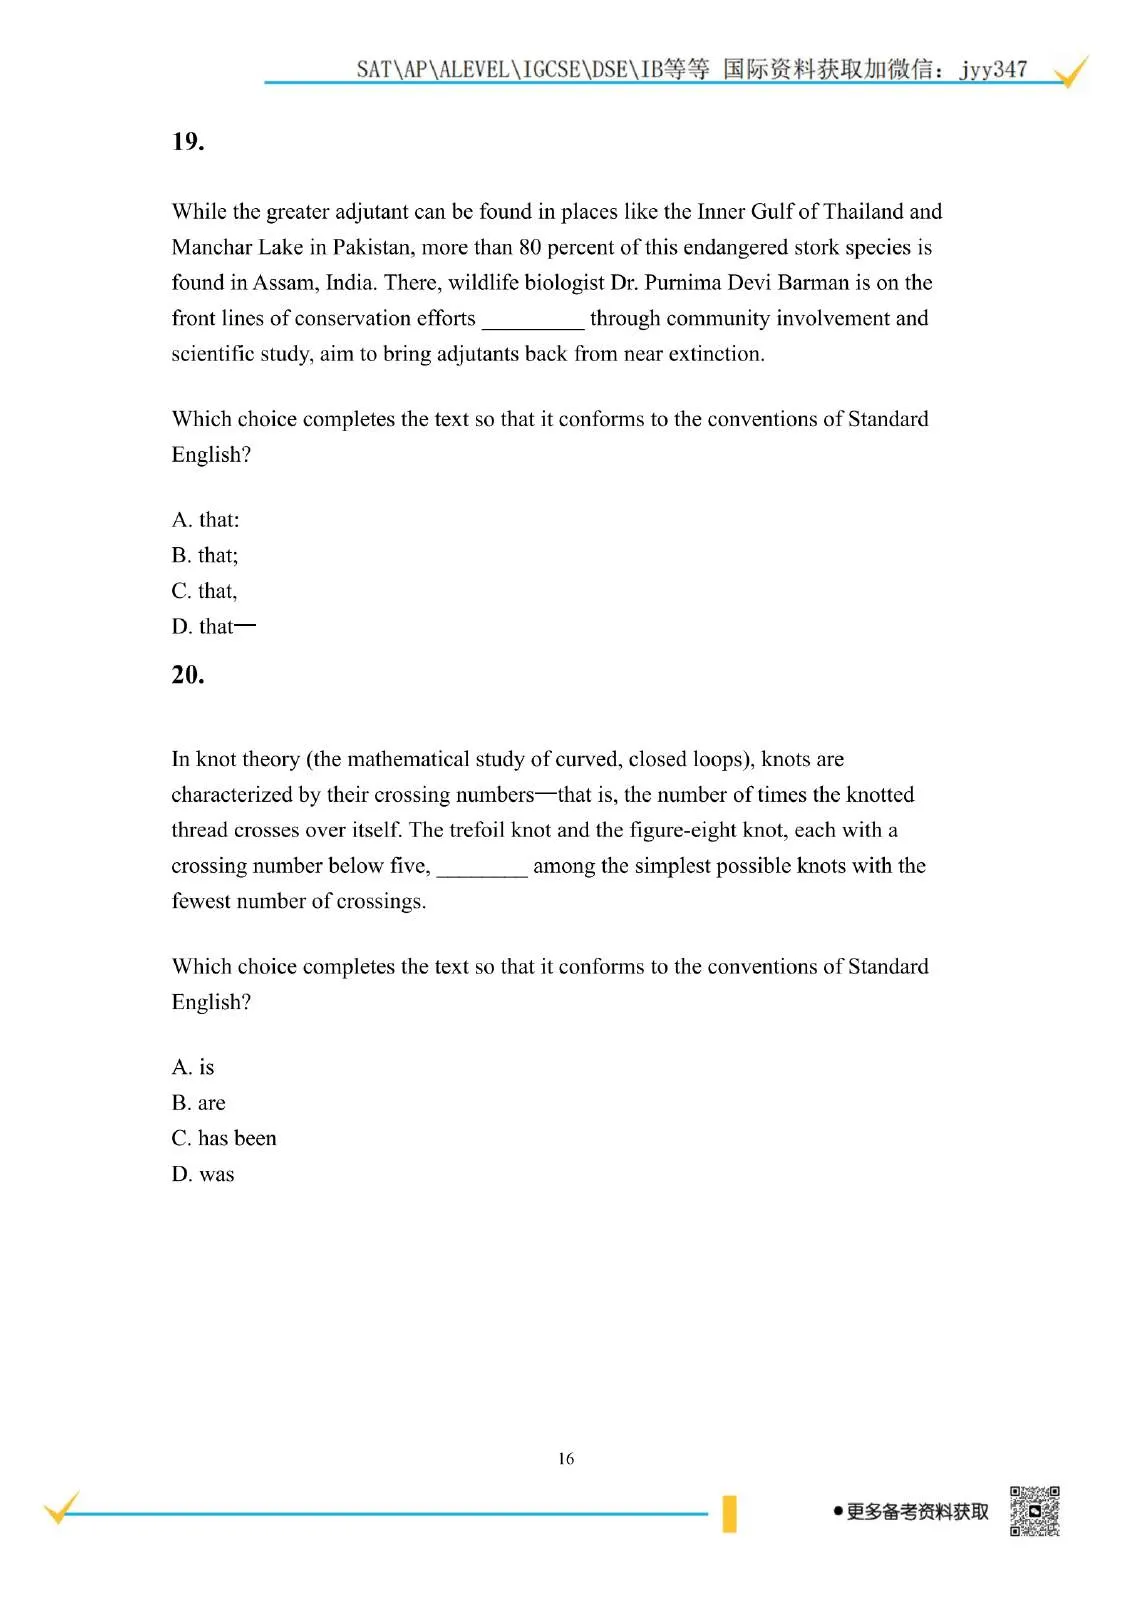 SAT\AP\ALEVEL\IGCSE\DSE\IB等等 国际资料获取加微信：jyy347
19.
While the greater adjutant can be found in places like the Inner Gulf of Thailand and
Manchar Lake in Pakistan, more than 80 percent of this endangered stork species is
found in Assam, India. There, wildlife biologist Dr. Purnima Devi Barman is on the
front lines of conservation efforts _________ through community involvement and
scientific study, aim to bring adjutants back from near extinction.
Which choice completes the text so that it conforms to the conventions of Standard
English?
A. that:
B. that;
C. that,
D. that—
20.
In knot theory (the mathematical study of curved, closed loops), knots are
characterized by their crossing numbers—that is, the number of times the knotted
thread crosses over itself. The trefoil knot and the figure-eight knot, each with a
crossing number below five, ________ among the simplest possible knots with the
fewest number of crossings.
Which choice completes the text so that it conforms to the conventions of Standard
English?
A. is
B. are
C. has been
D. was
16
●更多备考资料获取